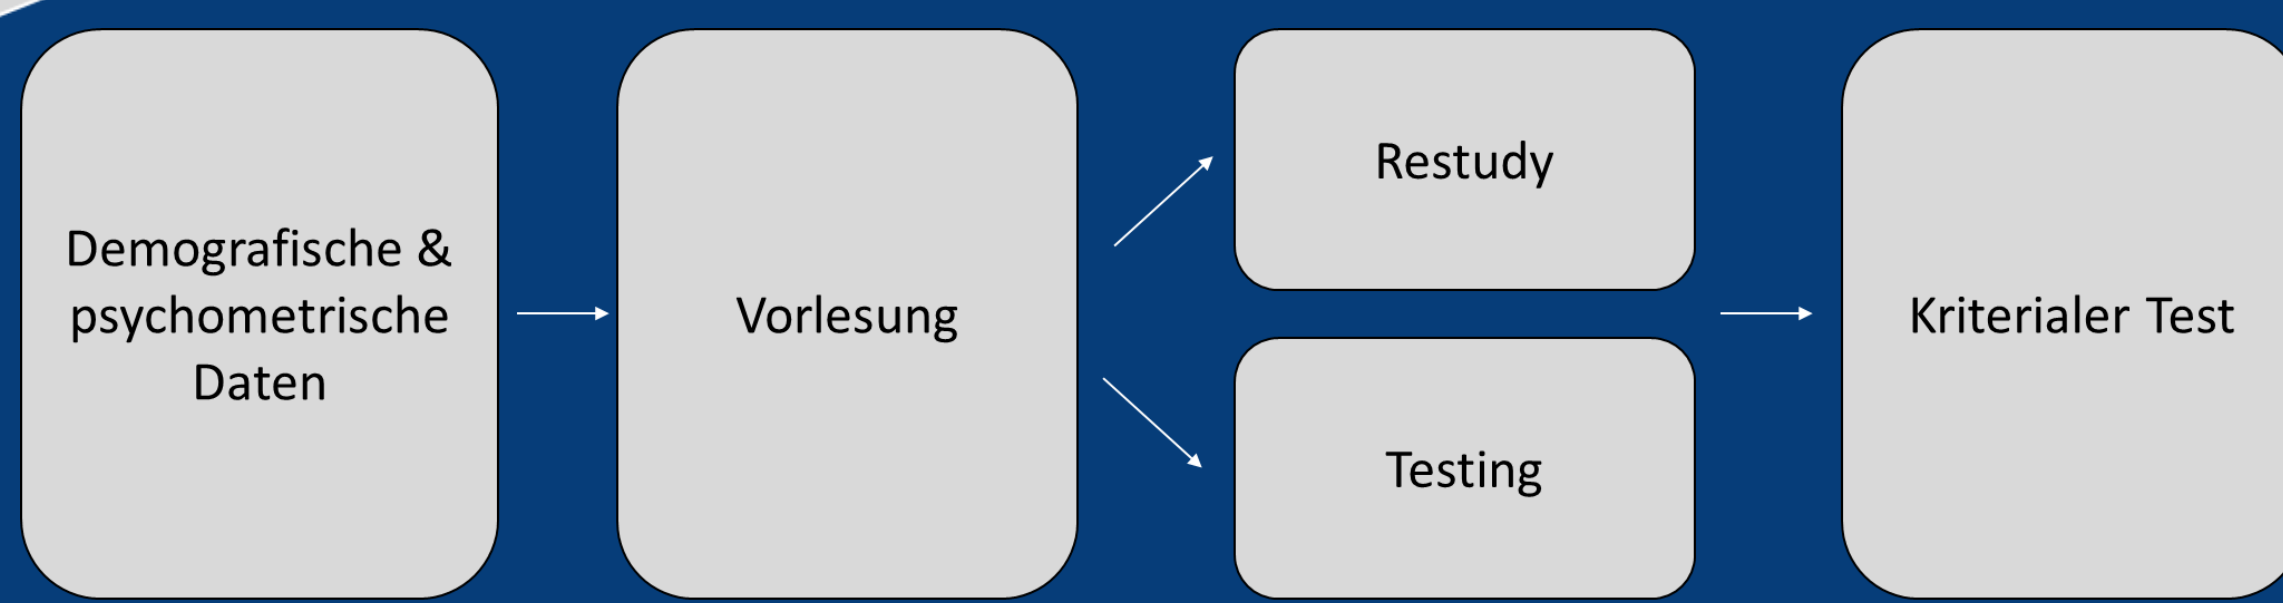 Demografische &
psychometrische
Daten
Vorlesung
Restudy
Testing
Kriterialer Test